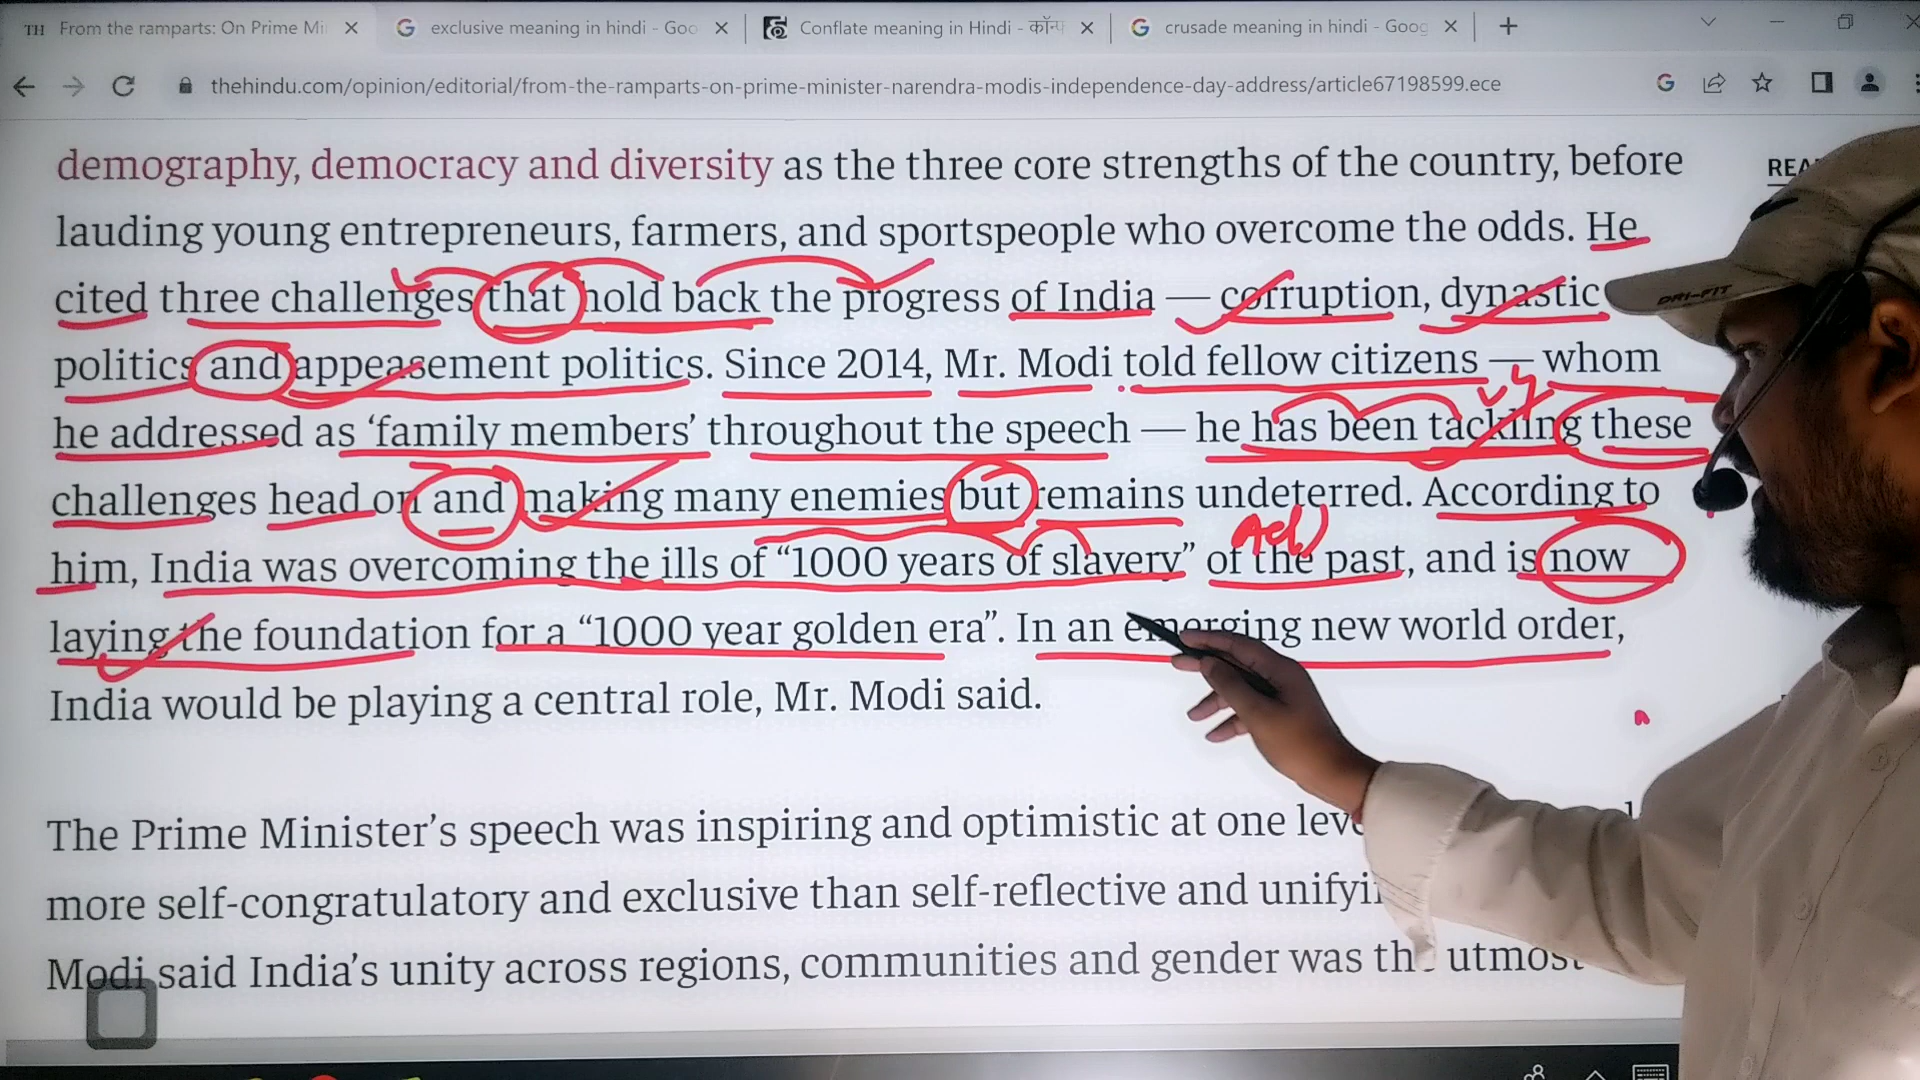 TH From the ramparts: On Prime Mi
exclusive meaning in hindi - Goo
Conflate meaning in Hindi - कॉन्फ
crusade meaning in hindi - Goog
thehindu.com/opinion/editorial/from-the-ramparts-on-prime-minister-narendra-modis-independence-day-address/article67198599.ece
demography, democracy and diversity as the three core strengths of the country, before
REA
lauding young entrepreneurs, farmers, and sportspeople who overcome the odds. He
cited three challenges that hold back the progress of India — corruption, dynastic
DRI-FIT
politics and appeasement politics. Since 2014, Mr. Modi told fellow citizens — whom
he addressed as ‘family members’ throughout the speech — he has been tackling these
challenges head on and making many enemies but remains undeterred. According to
him, India was overcoming the ills of “1000 years of slavery” of the past, and is now
laying the foundation for a “1000 year golden era”. In an emerging new world order,
India would be playing a central role, Mr. Modi said.
The Prime Minister’s speech was inspiring and optimistic at one leve
more self-congratulatory and exclusive than self-reflective and unifyi
Modi said India’s unity across regions, communities and gender was the utmost